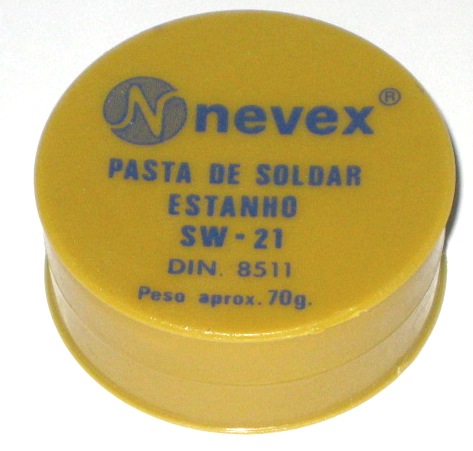 nevex®
PASTA DE SOLDAR
ESTANHO
SW-21
DIN. 8511
Peso aprox. 70g.